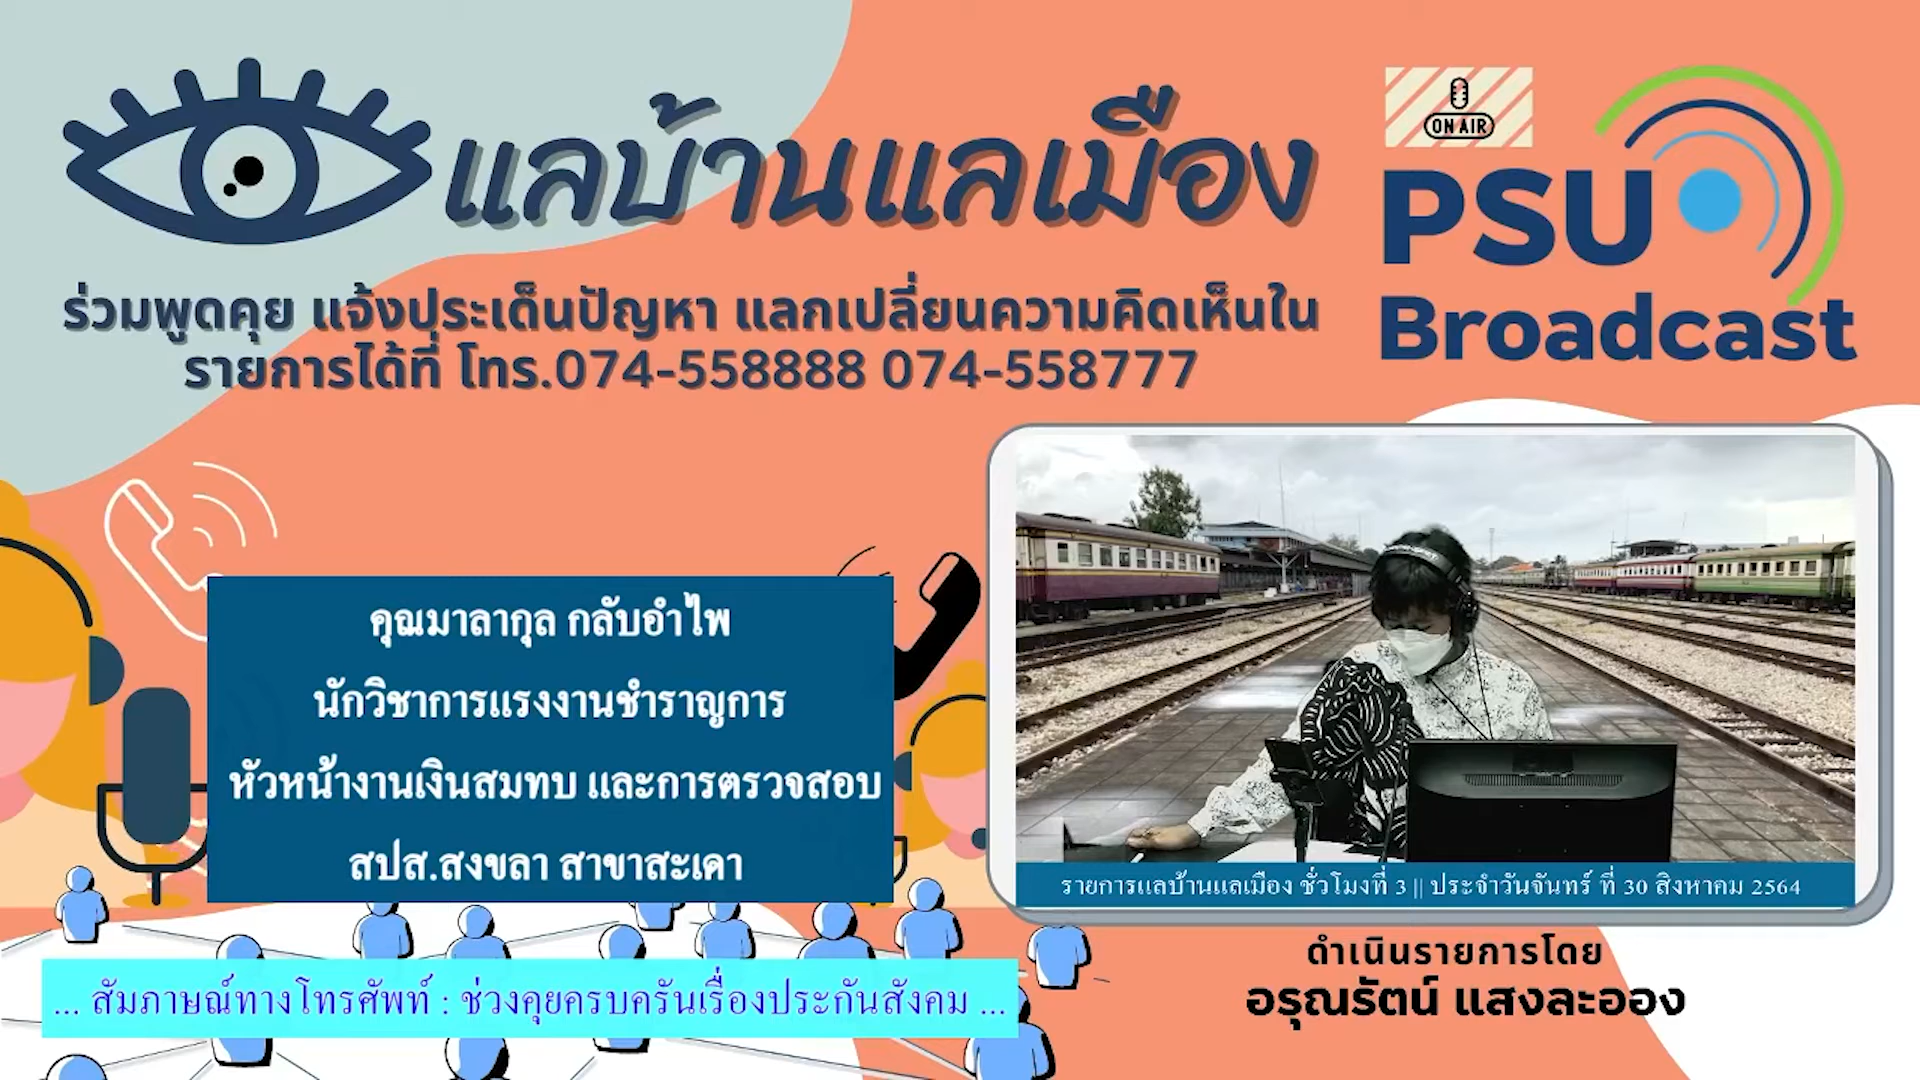 แลบ้านแลเมือง
ON AIR
PSU
Broadcast
ร่วมพูดคุย แจ้งประเด็นปัญหา แลกเปลี่ยนความคิดเห็นใน
รายการได้ที่ โทร.074-558888 074-558777
คุณมาลากุล กลับอำไพ
นักวิชาการแรงงานชำราญการ
หัวหน้างานเงินสมทบ และการตรวจสอบ
สปส.สงขลา สาขาสะเดา
รายการแลบ้านแลเมือง ชั่วโมงที่ 3 || ประจำวันจันทร์ ที่ 30 สิงหาคม 2564
ดำเนินรายการโดย
อรุณรัตน์ แสงละออง
... สัมภาษณ์ทางโทรศัพท์ : ช่วงคุยครบครันเรื่องประกันสังคม ...